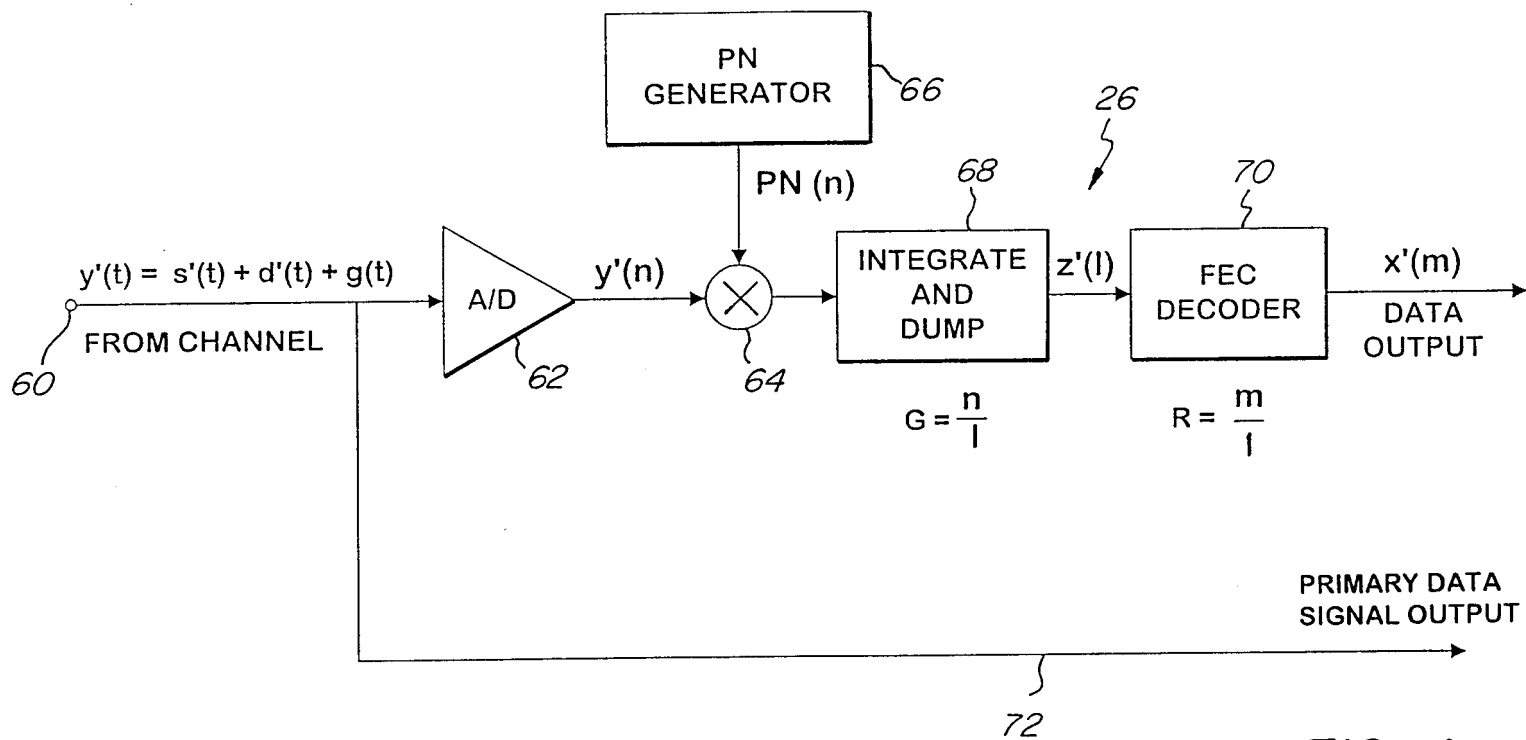 PN
GENERATOR
66
26
PN (n)
68
70
y'(t) = s'(t) + d'(t) + g(t)
A/D
y'(n)
INTEGRATE
AND
DUMP
z'(l)
FEC
DECODER
x'(m)
DATA
OUTPUT
FROM CHANNEL
60
62
64
G = n/l
R = m/l
PRIMARY DATA
SIGNAL OUTPUT
72